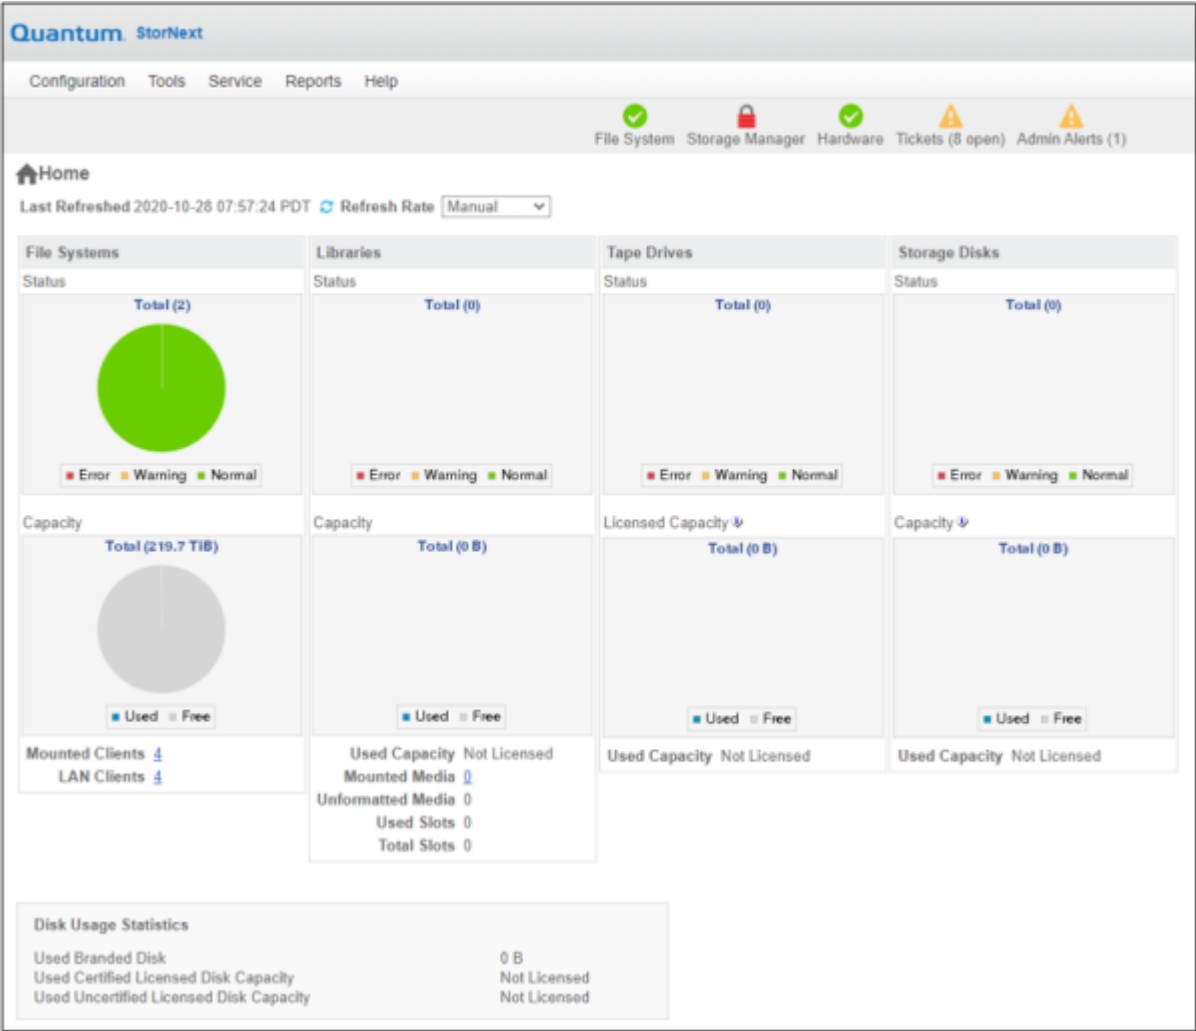 Quantum. StorNext
Configuration Tools Service Reports Help
File System Storage Manager Hardware Tickets (8 open) Admin Alerts (1)
Home
Last Refreshed 2020-10-28 07:57:24 PDT Refresh Rate Manual
File Systems Libraries Tape Drives Storage Disks
Status Status Status Status
Total (2) Total (0) Total (0) Total (0)
Error Warning Normal Error Warning Normal Error Warning Normal Error Warning Normal
Capacity Capacity Licensed Capacity Capacity
Total (219.7 TiB) Total (0 B) Total (0 B) Total (0 B)
Used Free Used Free Used Free Used Free
Mounted Clients 4 Used Capacity Not Licensed Used Capacity Not Licensed Used Capacity Not Licensed
LAN Clients 4 Mounted Media 0
Unformatted Media 0
Used Slots 0
Total Slots 0
Disk Usage Statistics
Used Branded Disk 0 B
Used Certified Licensed Disk Capacity Not Licensed
Used Uncertified Licensed Disk Capacity Not Licensed